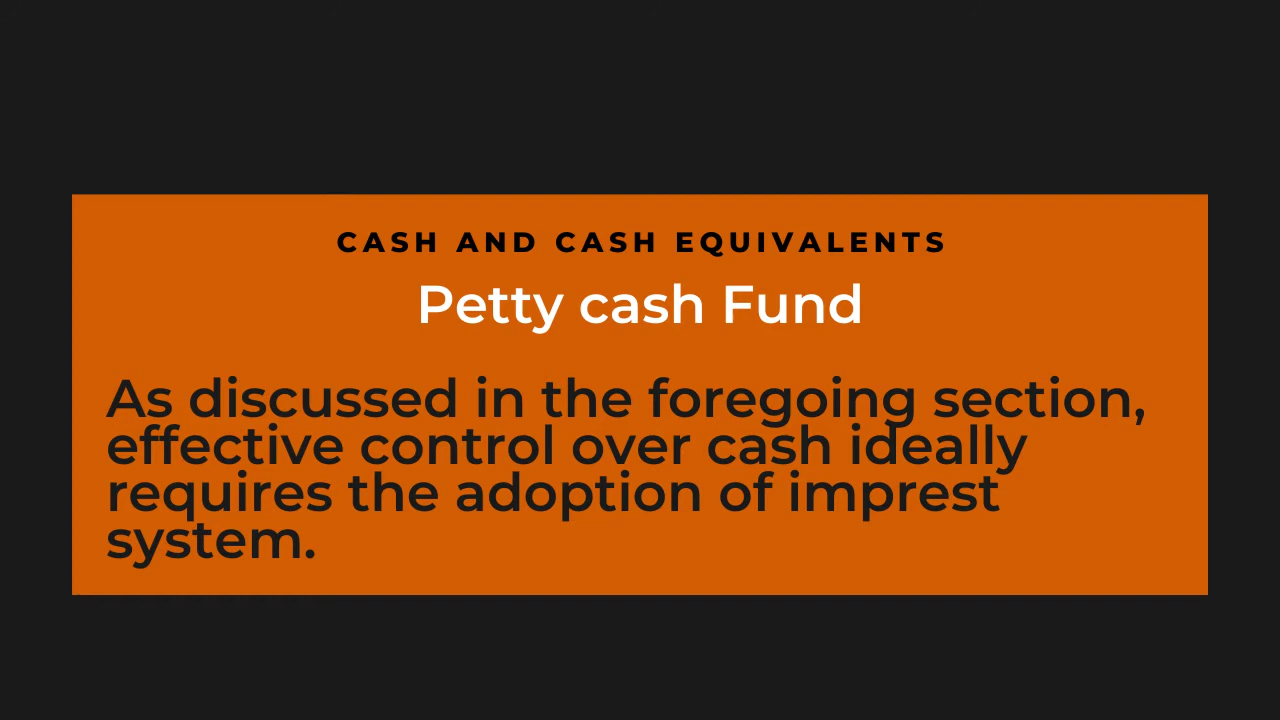 CASH AND CASH EQUIVALENTS
Petty cash Fund
As discussed in the foregoing section,
effective control over cash ideally
requires the adoption of imprest
system.